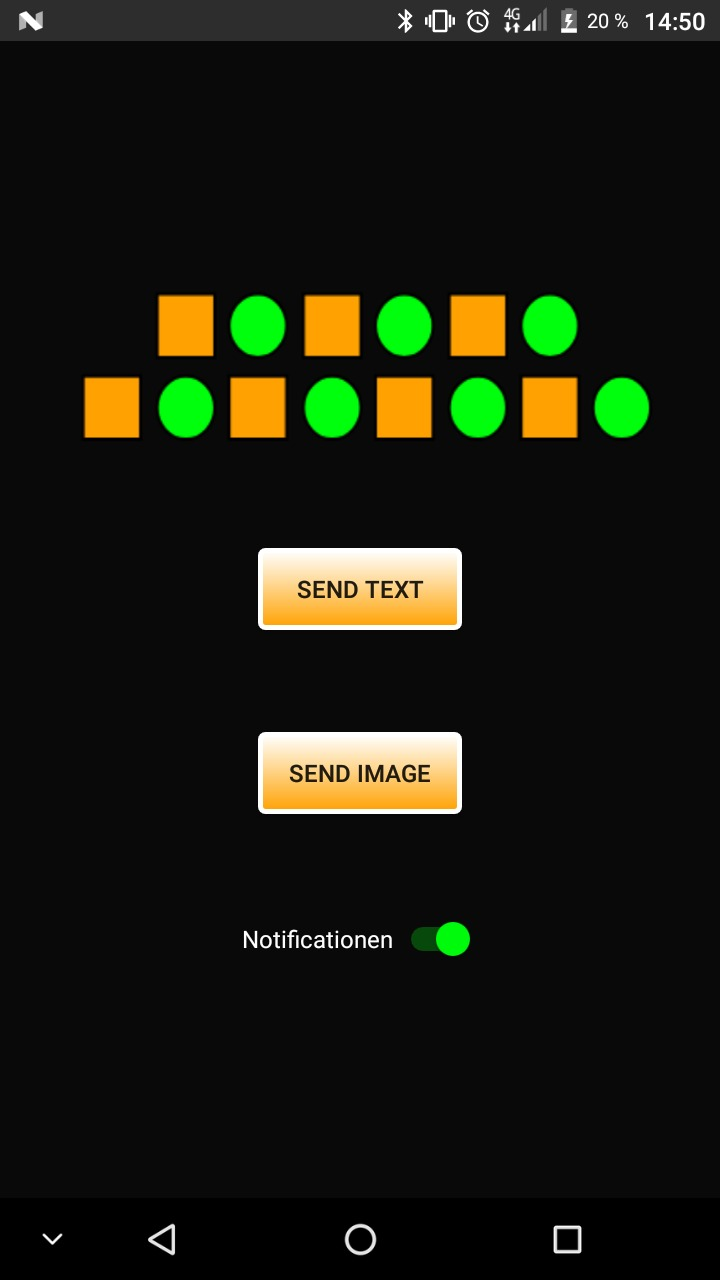 4G 20 % 14:50
SEND TEXT
SEND IMAGE
Notificationen